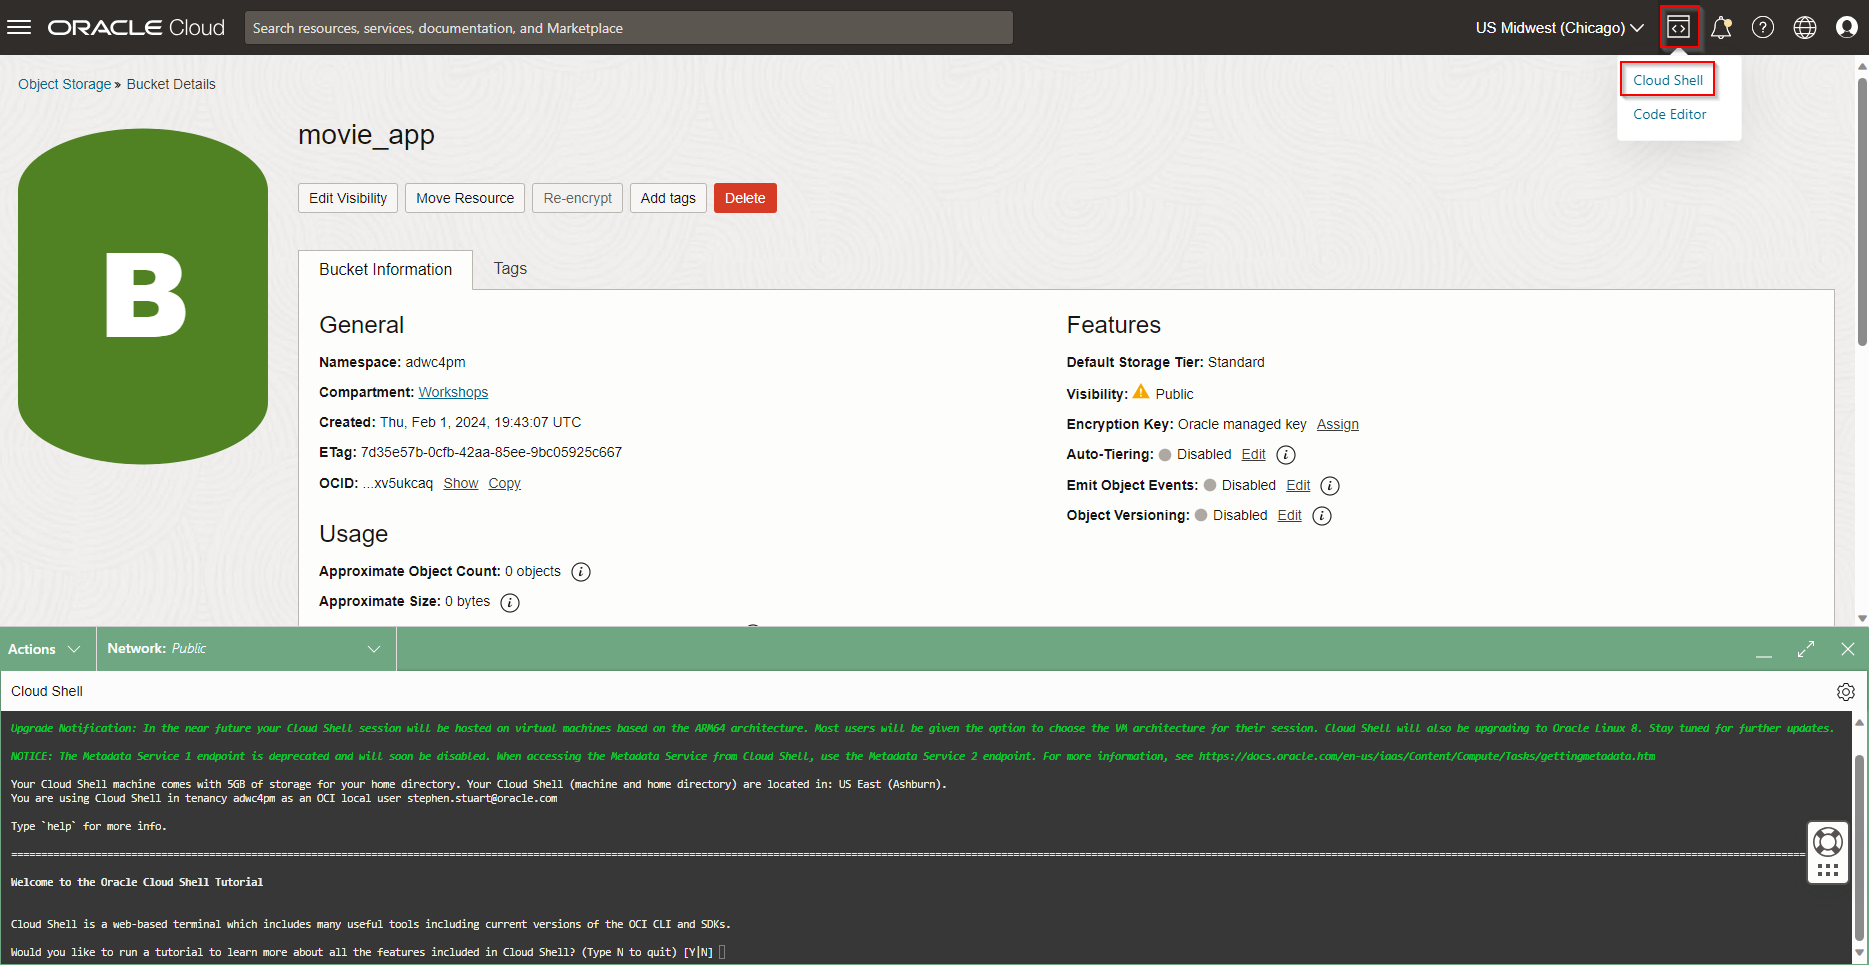 ORACLE Cloud
Search resources, services, documentation, and Marketplace
US Midwest (Chicago)
Cloud Shell
Code Editor
Object Storage » Bucket Details
B
movie_app
Edit Visibility
Move Resource
Re-encrypt
Add tags
Delete
Bucket Information
Tags
General
Namespace: adwc4pm
Compartment: Workshops
Created: Thu, Feb 1, 2024, 19:43:07 UTC
ETag: 7d35e57b-0cfb-42aa-85ee-9bc05925c667
OCID: ...xv5ukcaq Show Copy
Usage
Approximate Object Count: 0 objects
Approximate Size: 0 bytes
Features
Default Storage Tier: Standard
Visibility: Public
Encryption Key: Oracle managed key Assign
Auto-Tiering: Disabled Edit
Emit Object Events: Disabled Edit
Object Versioning: Disabled Edit
Actions
Network: Public
Cloud Shell
Upgrade Notification: In the near future your Cloud Shell session will be hosted on virtual machines based on the ARM64 architecture. Most users will be given the option to choose the VM architecture for their session. Cloud Shell will also be upgrading to Oracle Linux 8. Stay tuned for further updates.
NOTICE: The Metadata Service 1 endpoint is deprecated and will soon be disabled. When accessing the Metadata Service from Cloud Shell, use the Metadata Service 2 endpoint. For more information, see https://docs.oracle.com/en-us/iaas/Content/Compute/Tasks/gettingmetadata.htm
Your Cloud Shell machine comes with 5GB of storage for your home directory. Your Cloud Shell (machine and home directory) are located in: US East (Ashburn).
You are using Cloud Shell in tenancy adwc4pm as an OCI local user stephen.stuart@oracle.com
Type `help` for more info.
Welcome to the Oracle Cloud Shell Tutorial
Cloud Shell is a web-based terminal which includes many useful tools including current versions of the OCI CLI and SDKs.
Would you like to run a tutorial to learn more about all the features included in Cloud Shell? (Type N to quit) [Y|N]